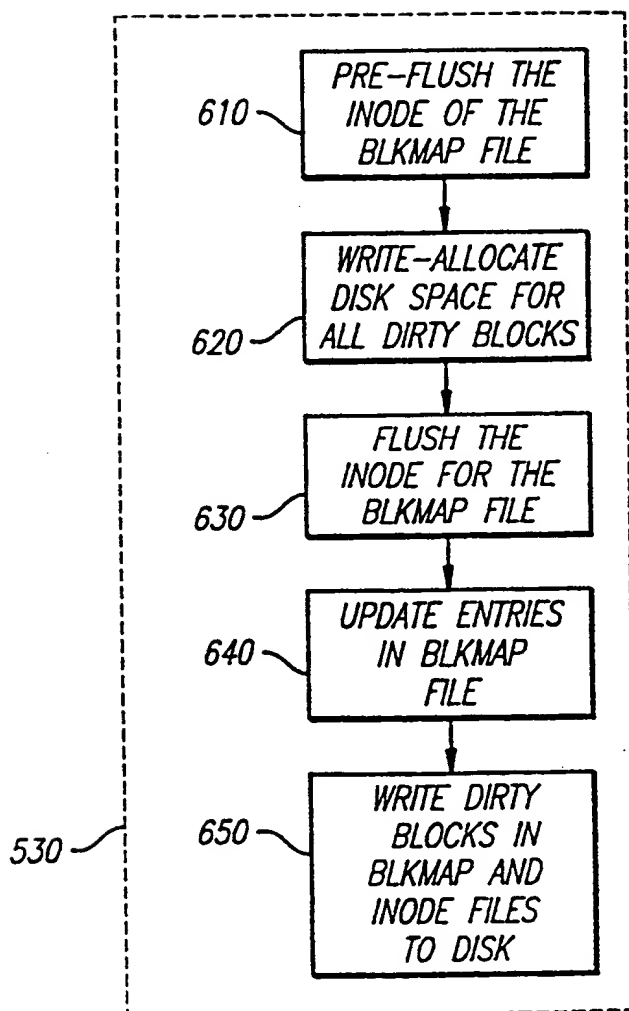 610
PRE-FLUSH THE
INODE OF THE
BLKMAP FILE
620
WRITE-ALLOCATE
DISK SPACE FOR
ALL DIRTY BLOCKS
630
FLUSH THE
INODE FOR THE
BLKMAP FILE
640
UPDATE ENTRIES
IN BLKMAP
FILE
530
650
WRITE DIRTY
BLOCKS IN
BLKMAP AND
INODE FILES
TO DISK